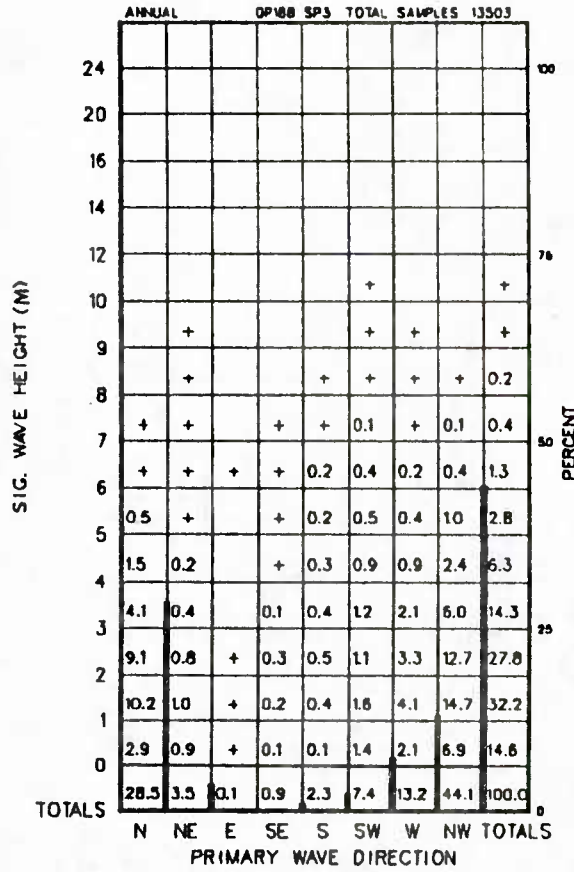 ANNUAL OP188 SP3 TOTAL SAMPLES 13503
24 100
20
16
14
12 75
+ +
10
+ + + +
9
+ + + + + 0.2
8
+ + + + 0.1 + 0.1 0.4
7 50
+ + + + 0.2 0.4 0.2 0.4 1.3
6
0.5 + + 0.2 0.5 0.4 1.0 2.8
5
1.5 0.2 + 0.3 0.9 0.9 2.4 6.3
4
4.1 0.4 0.1 0.4 1.2 2.1 6.0 14.3
3 25
9.1 0.8 + 0.3 0.5 1.1 3.3 12.7 27.8
2
10.2 1.0 + 0.2 0.4 1.6 4.1 14.7 32.2
1
2.9 0.9 + 0.1 0.1 1.4 2.1 6.9 14.6
0
28.5 3.5 0.1 0.9 2.3 7.4 13.2 44.1 100.0
TOTALS 0
N NE E SE S SW W NW TOTALS
PRIMARY WAVE DIRECTION
SIG. WAVE HEIGHT (M)
PERCENT